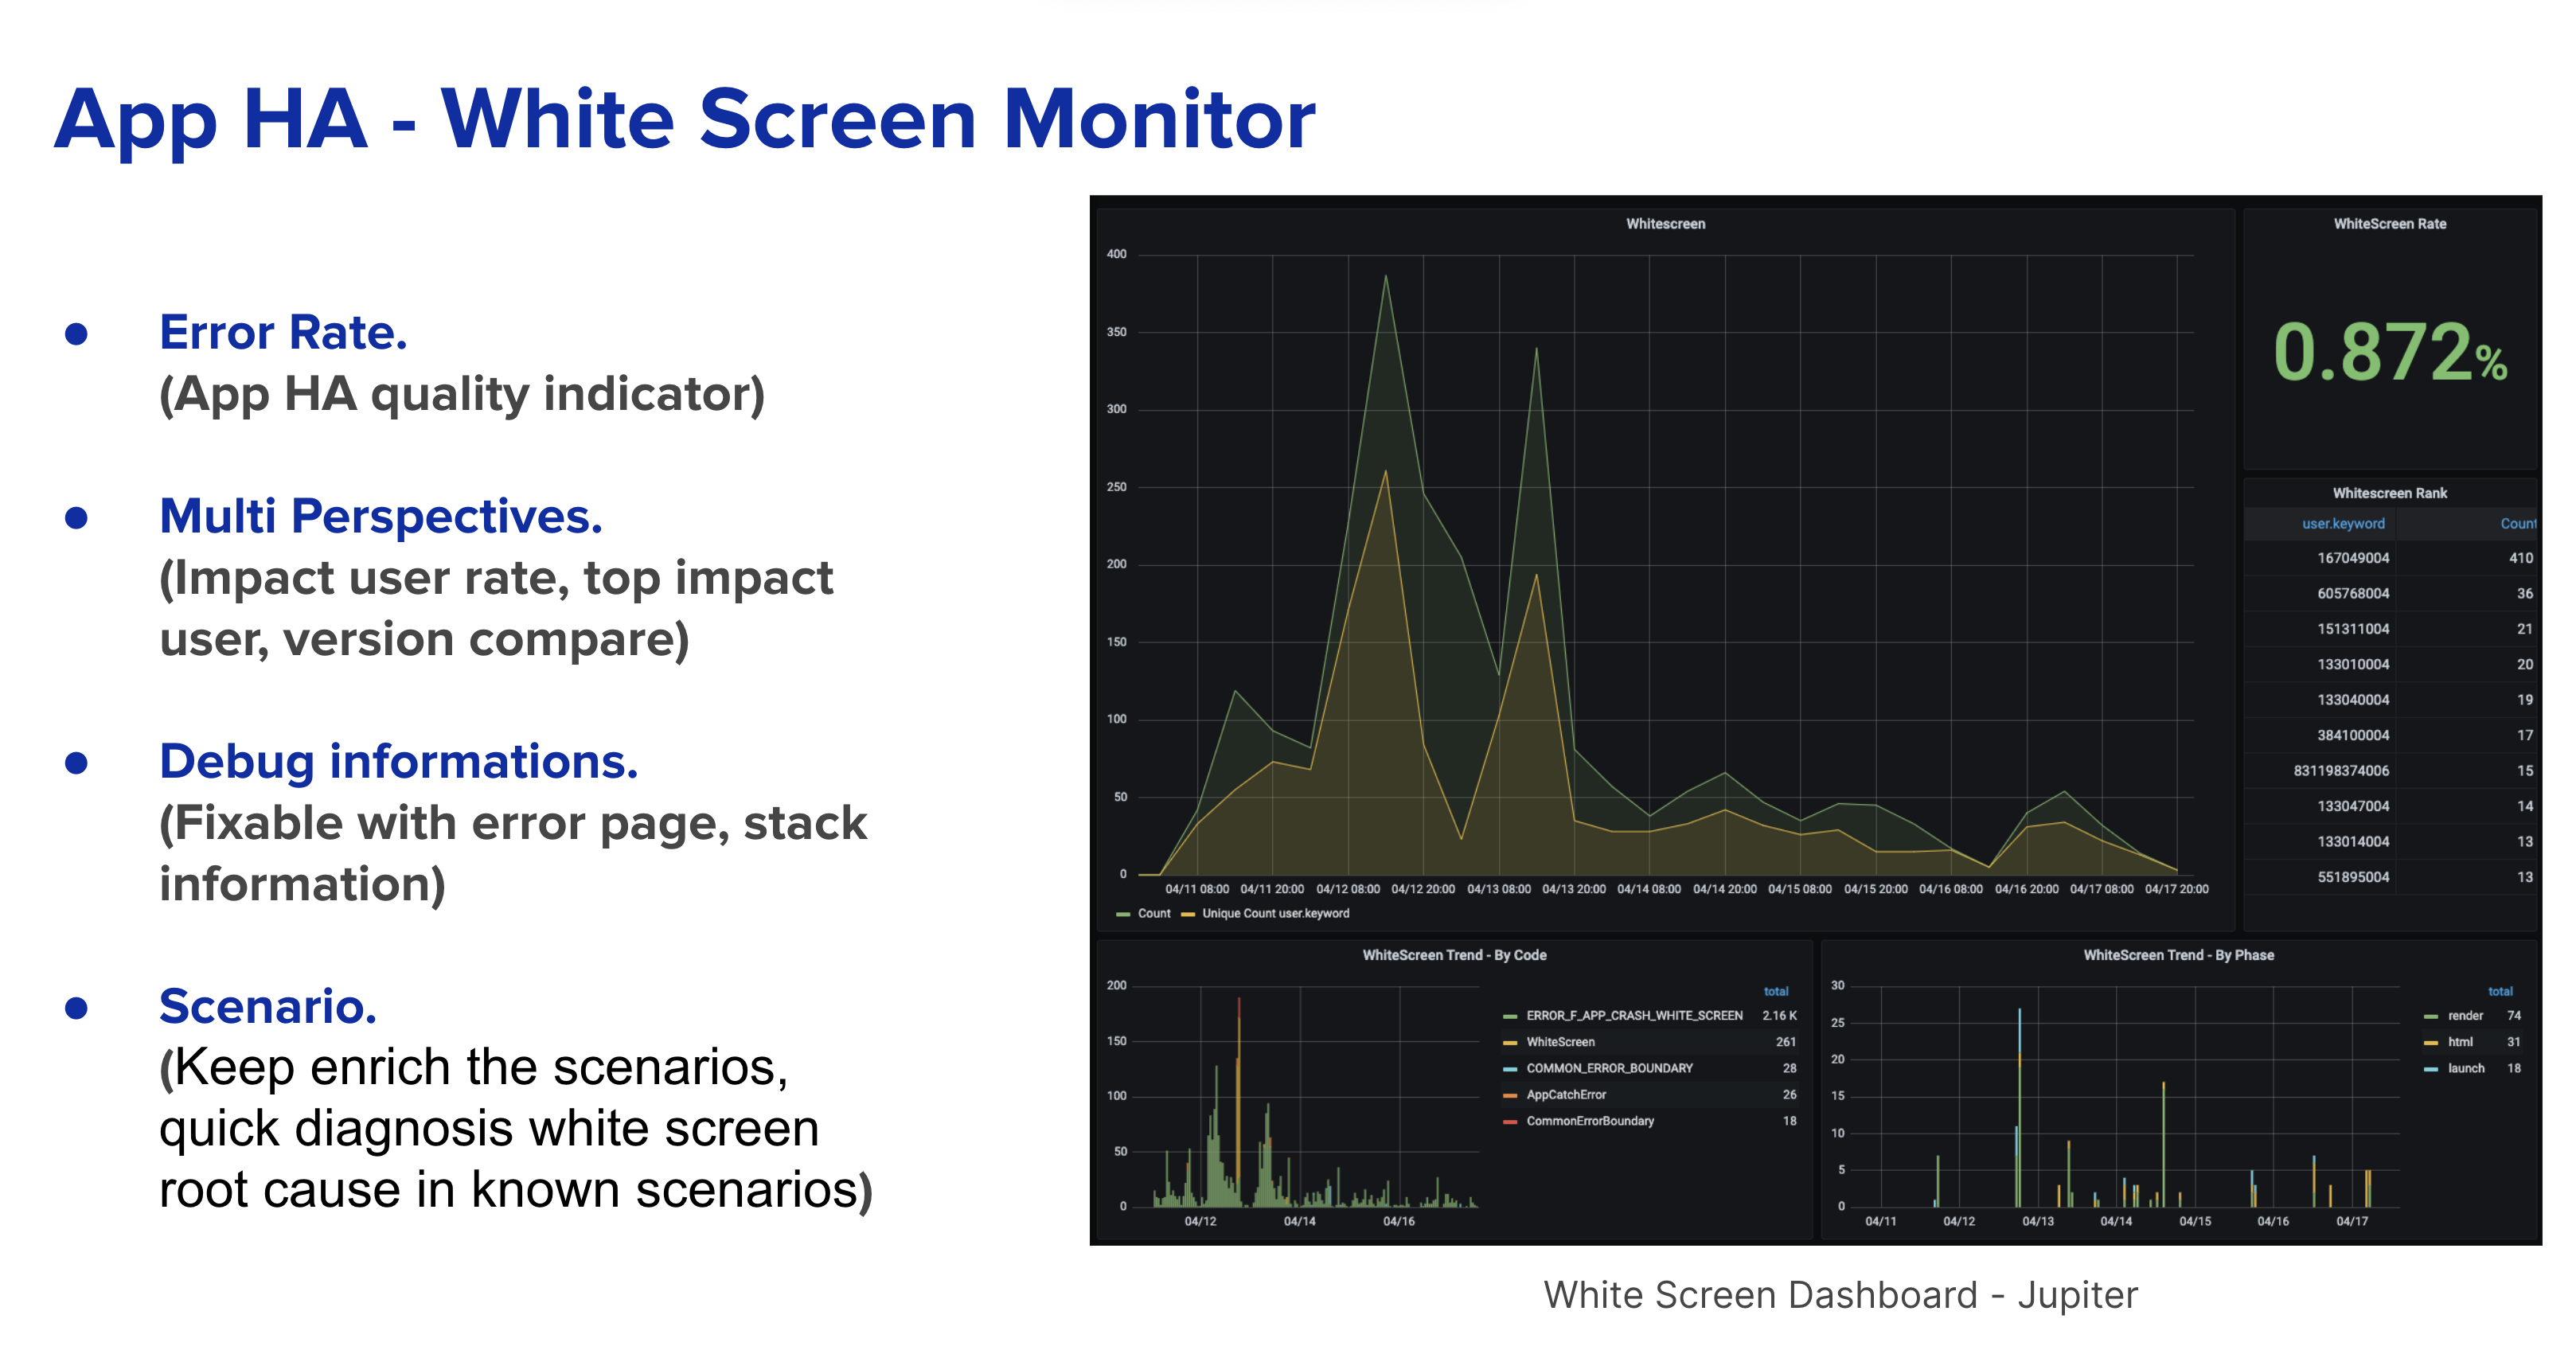 App HA - White Screen Monitor
● Error Rate.
(App HA quality indicator)
● Multi Perspectives.
(Impact user rate, top impact
user, version compare)
● Debug informations.
(Fixable with error page, stack
information)
● Scenario.
(Keep enrich the scenarios,
quick diagnosis white screen
root cause in known scenarios)
Whitescreen
400
350
300
250
200
150
100
50
0
04/11 08:00 04/11 20:00 04/12 08:00 04/12 20:00 04/13 08:00 04/13 20:00 04/14 08:00 04/14 20:00 04/15 08:00 04/15 20:00 04/16 08:00 04/16 20:00 04/17 08:00 04/17 20:00
Count Unique Count user.keyword
WhiteScreen Rate
0.872%
Whitescreen Rank
user.keyword Count
167049004 410
605768004 36
151311004 21
133010004 20
133040004 19
384100004 17
831198374006 15
133047004 14
133014004 13
551895004 13
WhiteScreen Trend - By Code
200
150
100
50
0
04/12 04/14 04/16
total
ERROR_F_APP_CRASH_WHITE_SCREEN 2.16 K
WhiteScreen 261
COMMON_ERROR_BOUNDARY 28
AppCatchError 26
CommonErrorBoundary 18
WhiteScreen Trend - By Phase
30
25
20
15
10
5
0
04/11 04/12 04/13 04/14 04/15 04/16 04/17
total
render 74
html 31
launch 18
White Screen Dashboard - Jupiter